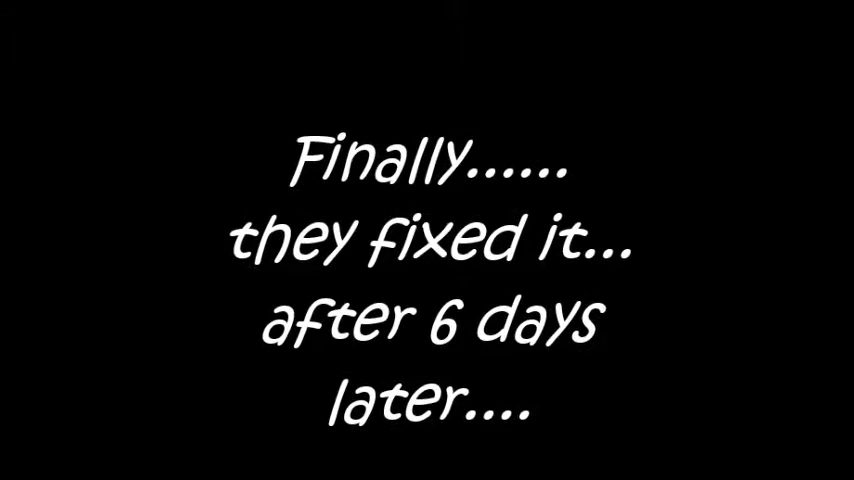 Finally......
they fixed it...
after 6 days
later....